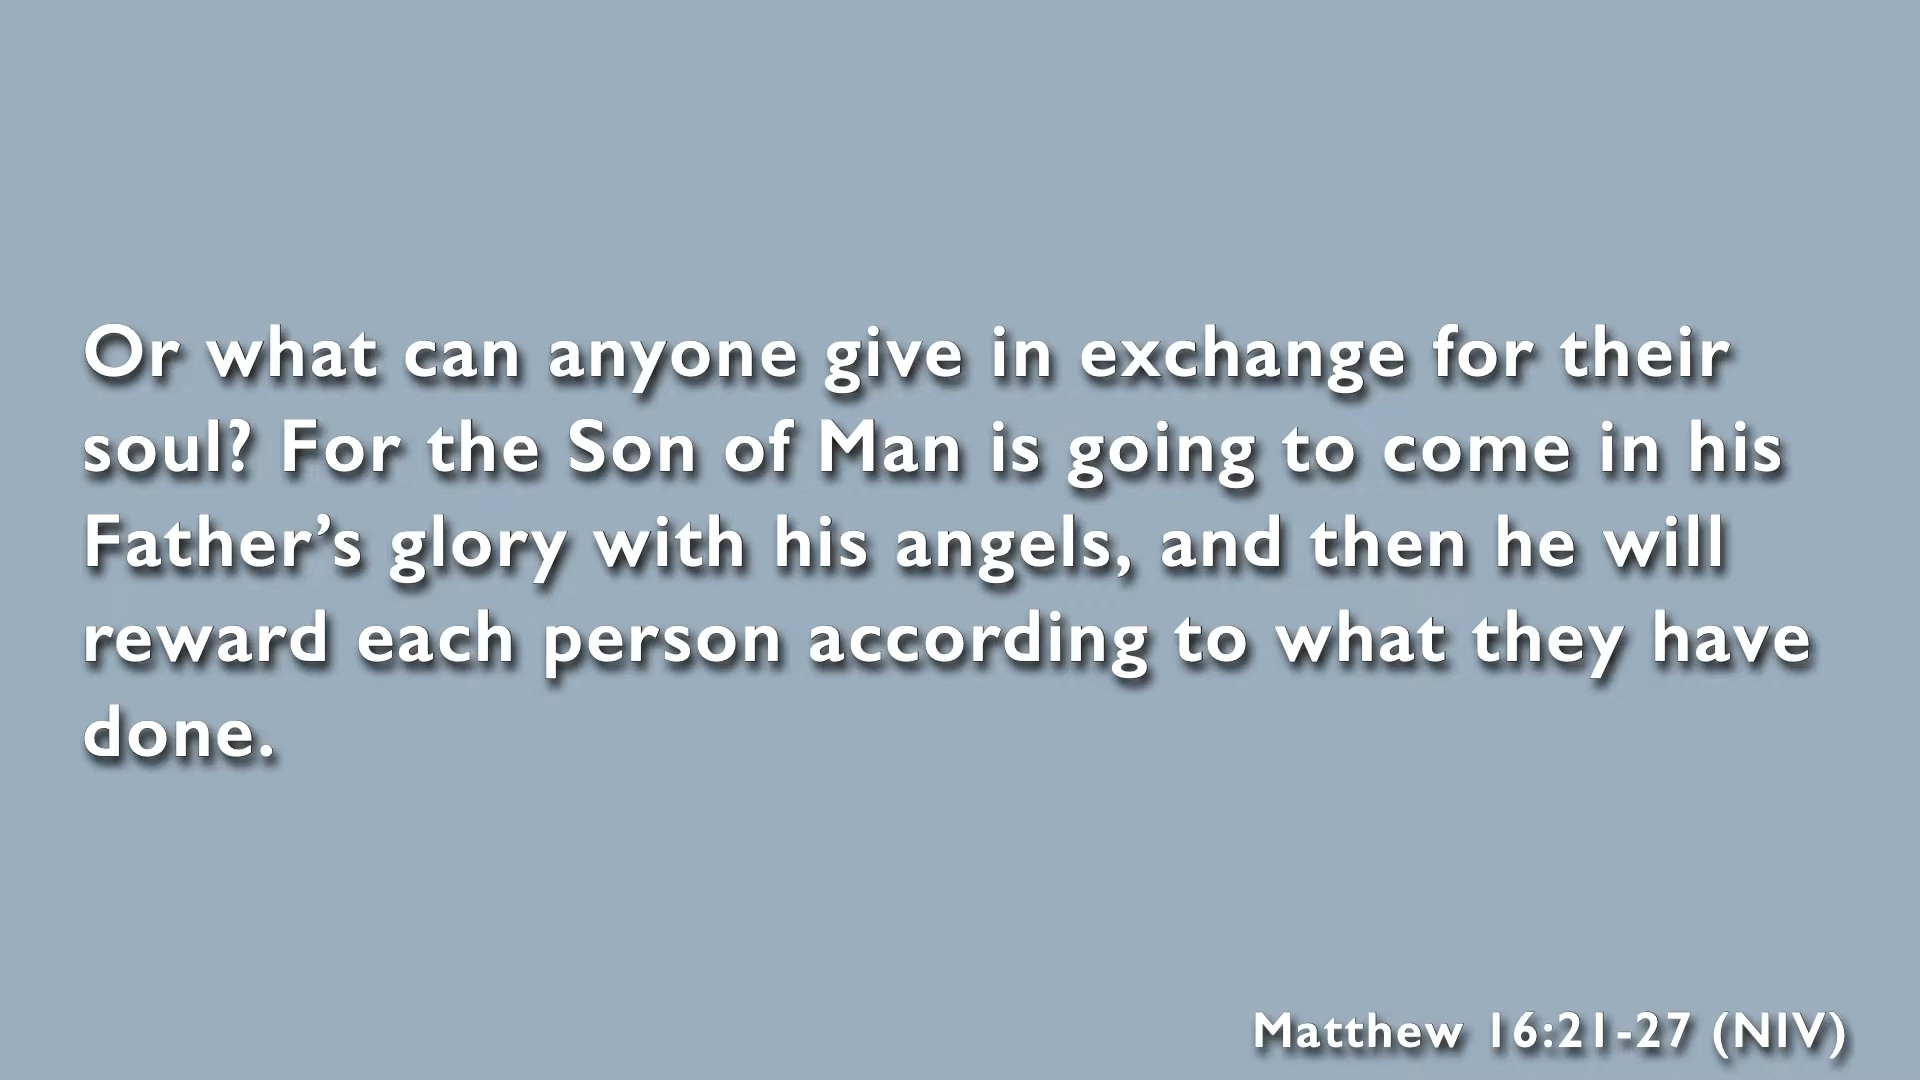 Or what can anyone give in exchange for their
soul? For the Son of Man is going to come in his
Father’s glory with his angels, and then he will
reward each person according to what they have
done.
Matthew 16:21-27 (NIV)